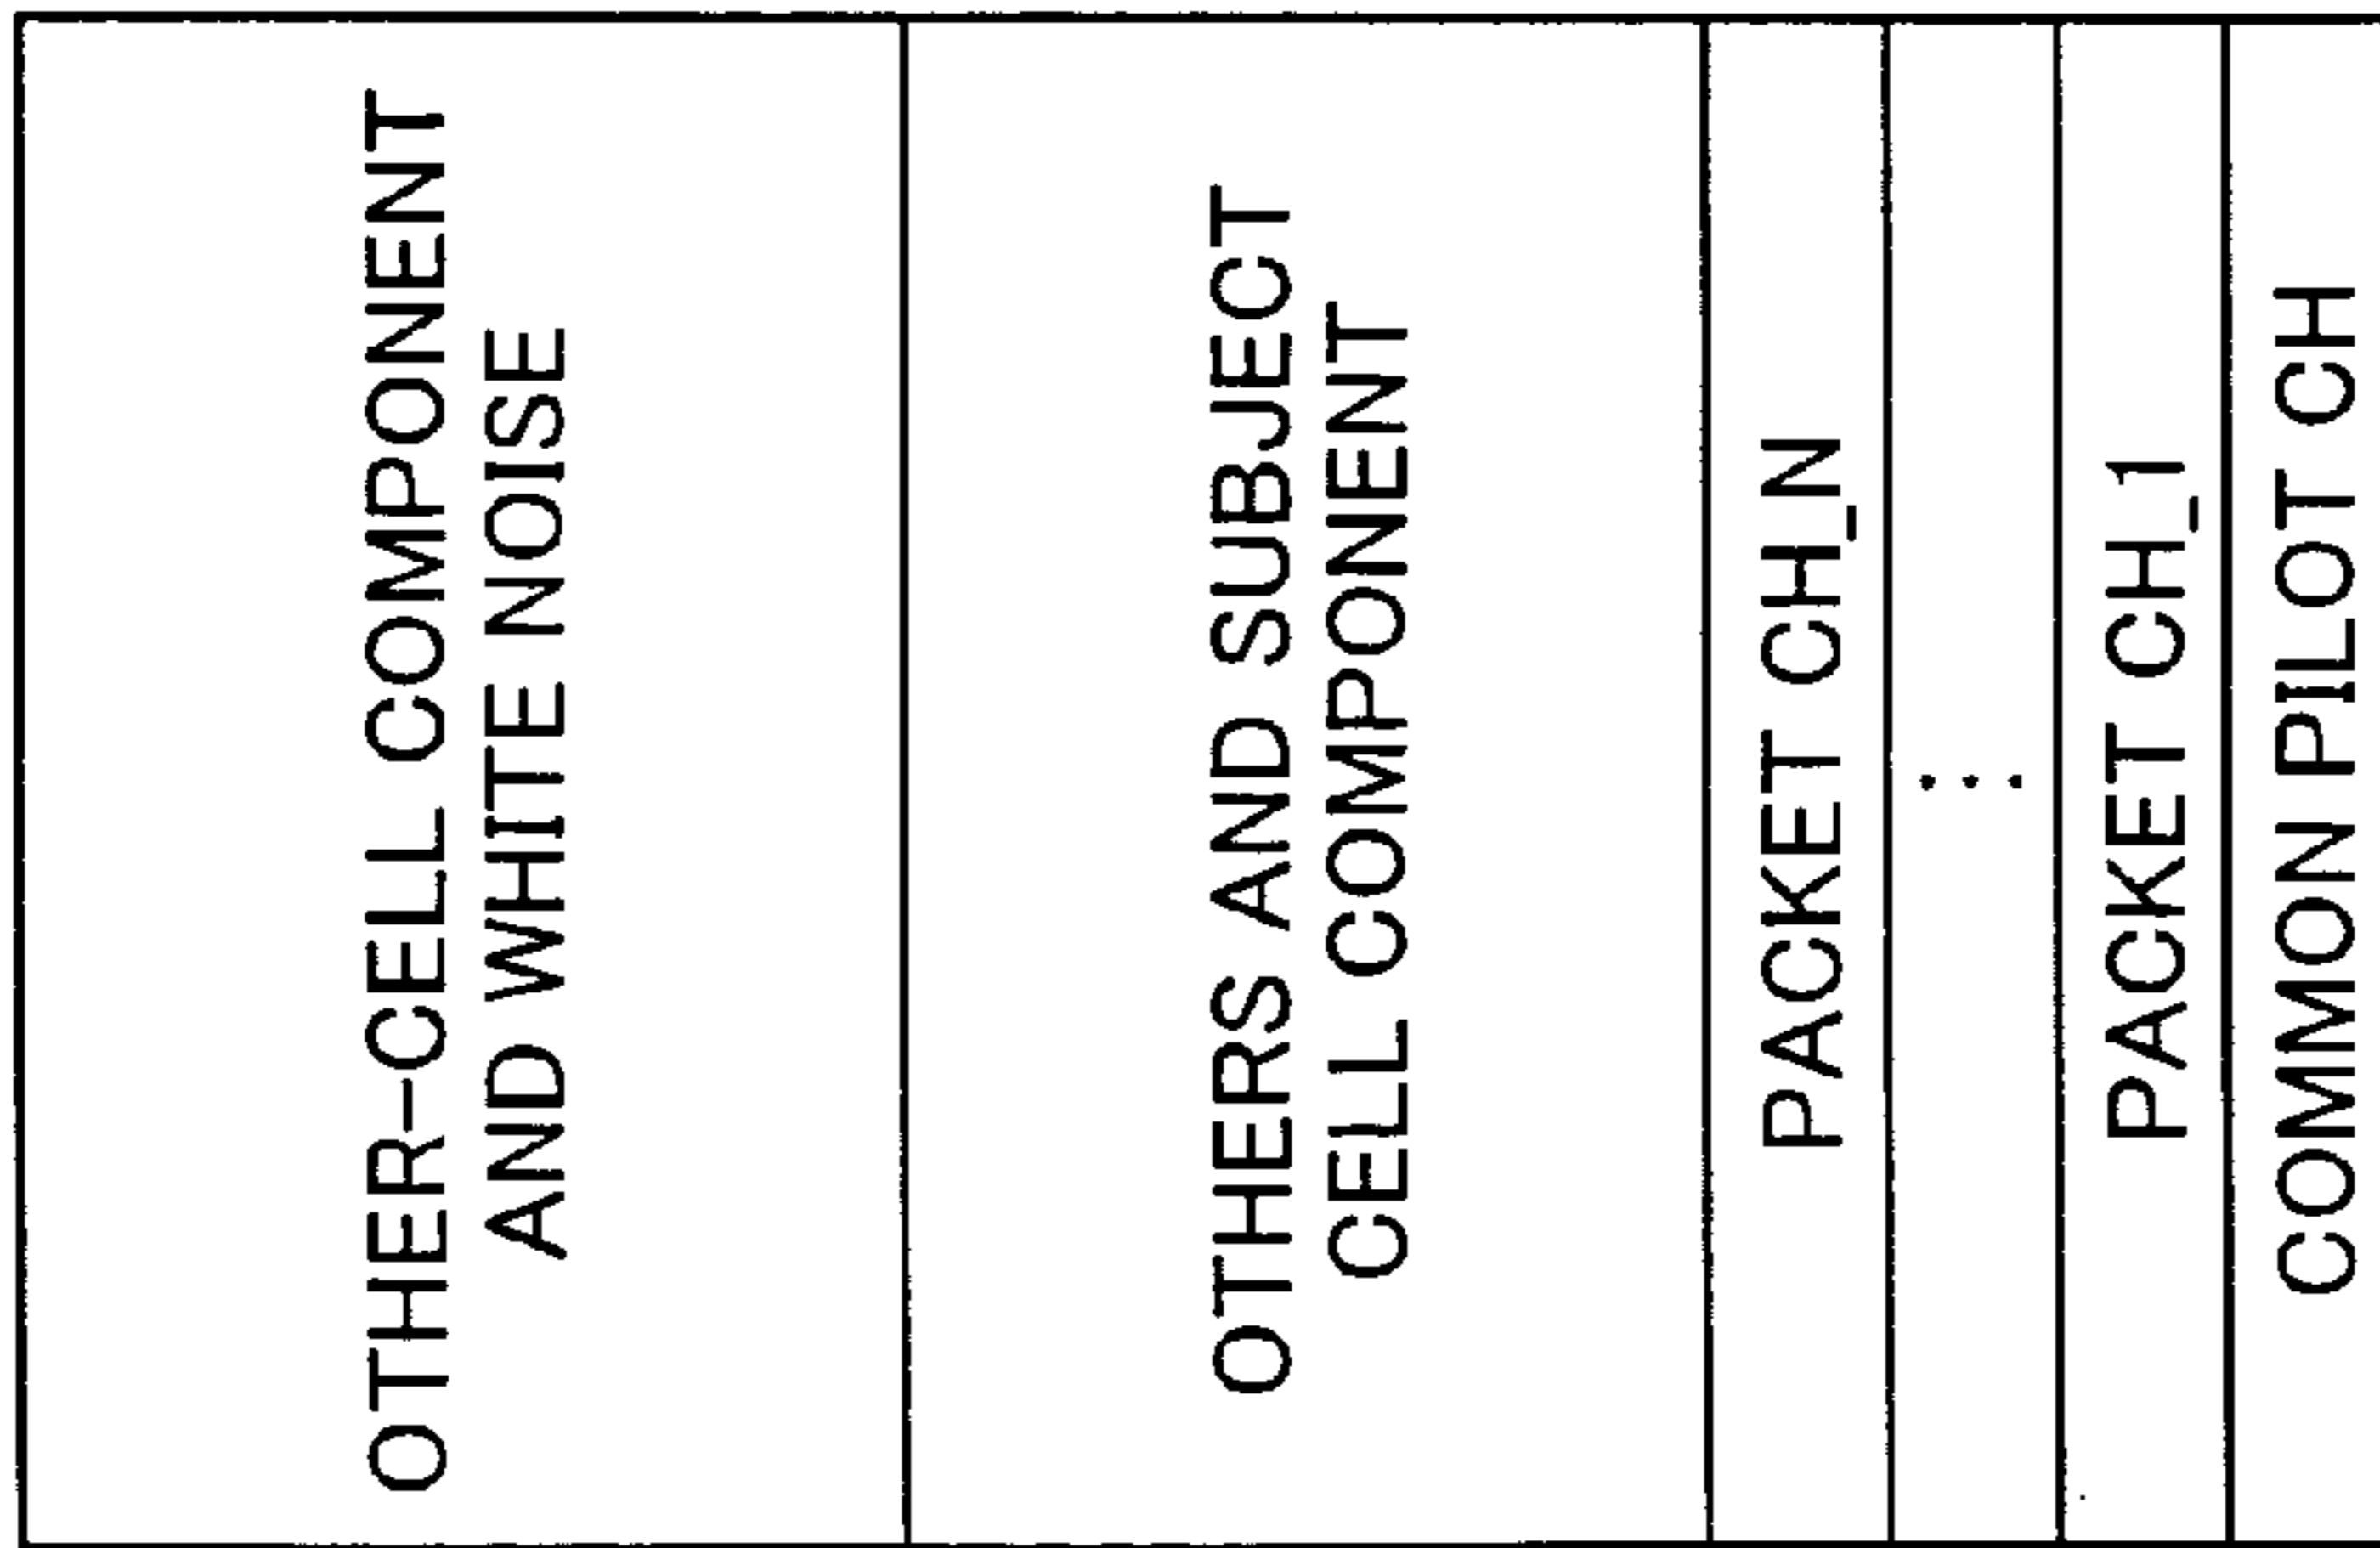 OTHER-CELL COMPONENT
AND WHITE NOISE
OTHERS AND SUBJECT
CELL COMPONENT
PACKET CH_N
...
PACKET CH_1
COMMON PILOT CH